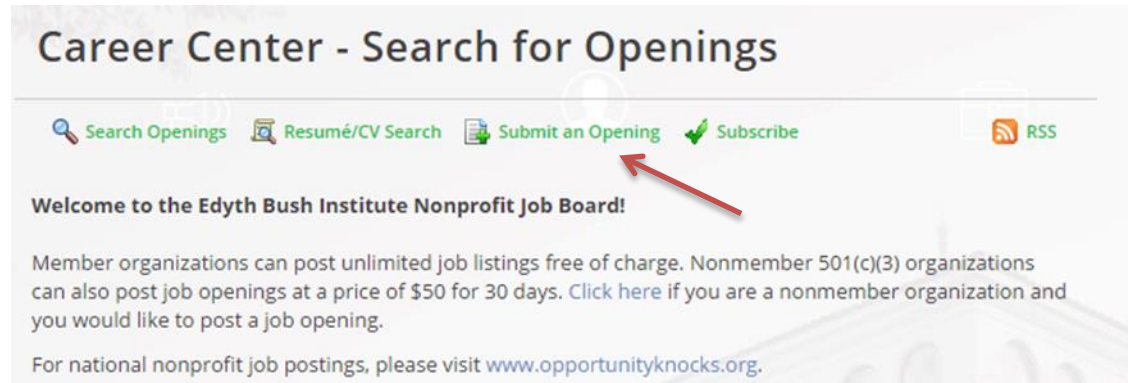 Career Center - Search for Openings
Search Openings Resumé/CV Search Submit an Opening Subscribe RSS
Welcome to the Edyth Bush Institute Nonprofit Job Board!
Member organizations can post unlimited job listings free of charge. Nonmember 501(c)(3) organizations
can also post job openings at a price of $50 for 30 days. Click here if you are a nonmember organization and
you would like to post a job opening.
For national nonprofit job postings, please visit www.opportunityknocks.org.